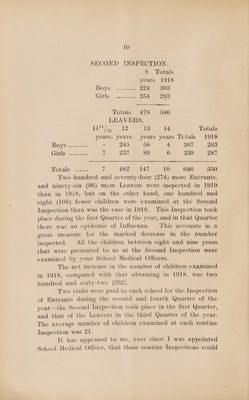 10
SECOND INSPECTION.
8 Totals
years 1918
Boys ......... 224 303
Girls ......... 254 283
Totals 478 586
LEAVERS.
11 11/12 12 13 14 Totals
years. years. years years Totals 1918
Boys ......... – 245 58 4 307 263
Girls ......... 7 237 89 6 339 287
Totals ...... 7 482 147 10 646 550
Two hundred and seventy-four (274) more Entrants,
and ninety-six (96) more Leavers were inspected in 1919
than in 1918, but on the other hand, one hundred and
eight (108) fewer children were examined at the Second
Inspection than was the case in 1918. This Inspection took
place during the first Quarter of the year, and in that Quarter
there was an epidemic of Influenza. This accounts in a
great measure for the marked decrease in the number
inspected. All the children between eight and nine years
that were presented to us at the Second Inspection were
examined by your School Medical Officers.
The net increase in the number of children examined
in 1919, compared with that obtaining in 1918, was two
hundred and sixty-two (262).
Two visits were paid to each school for the Inspection
of Entrants during the second and fourth Quarter of the
year—the Second Inspection took place in the first Quarter,
and that of the Leavers in the third Quarter of the year.
The average number of children examined at each routine
Inspection was 21.
It has appeared to me, ever since I was appointed
School Medical Officer, that these routine Inspections could